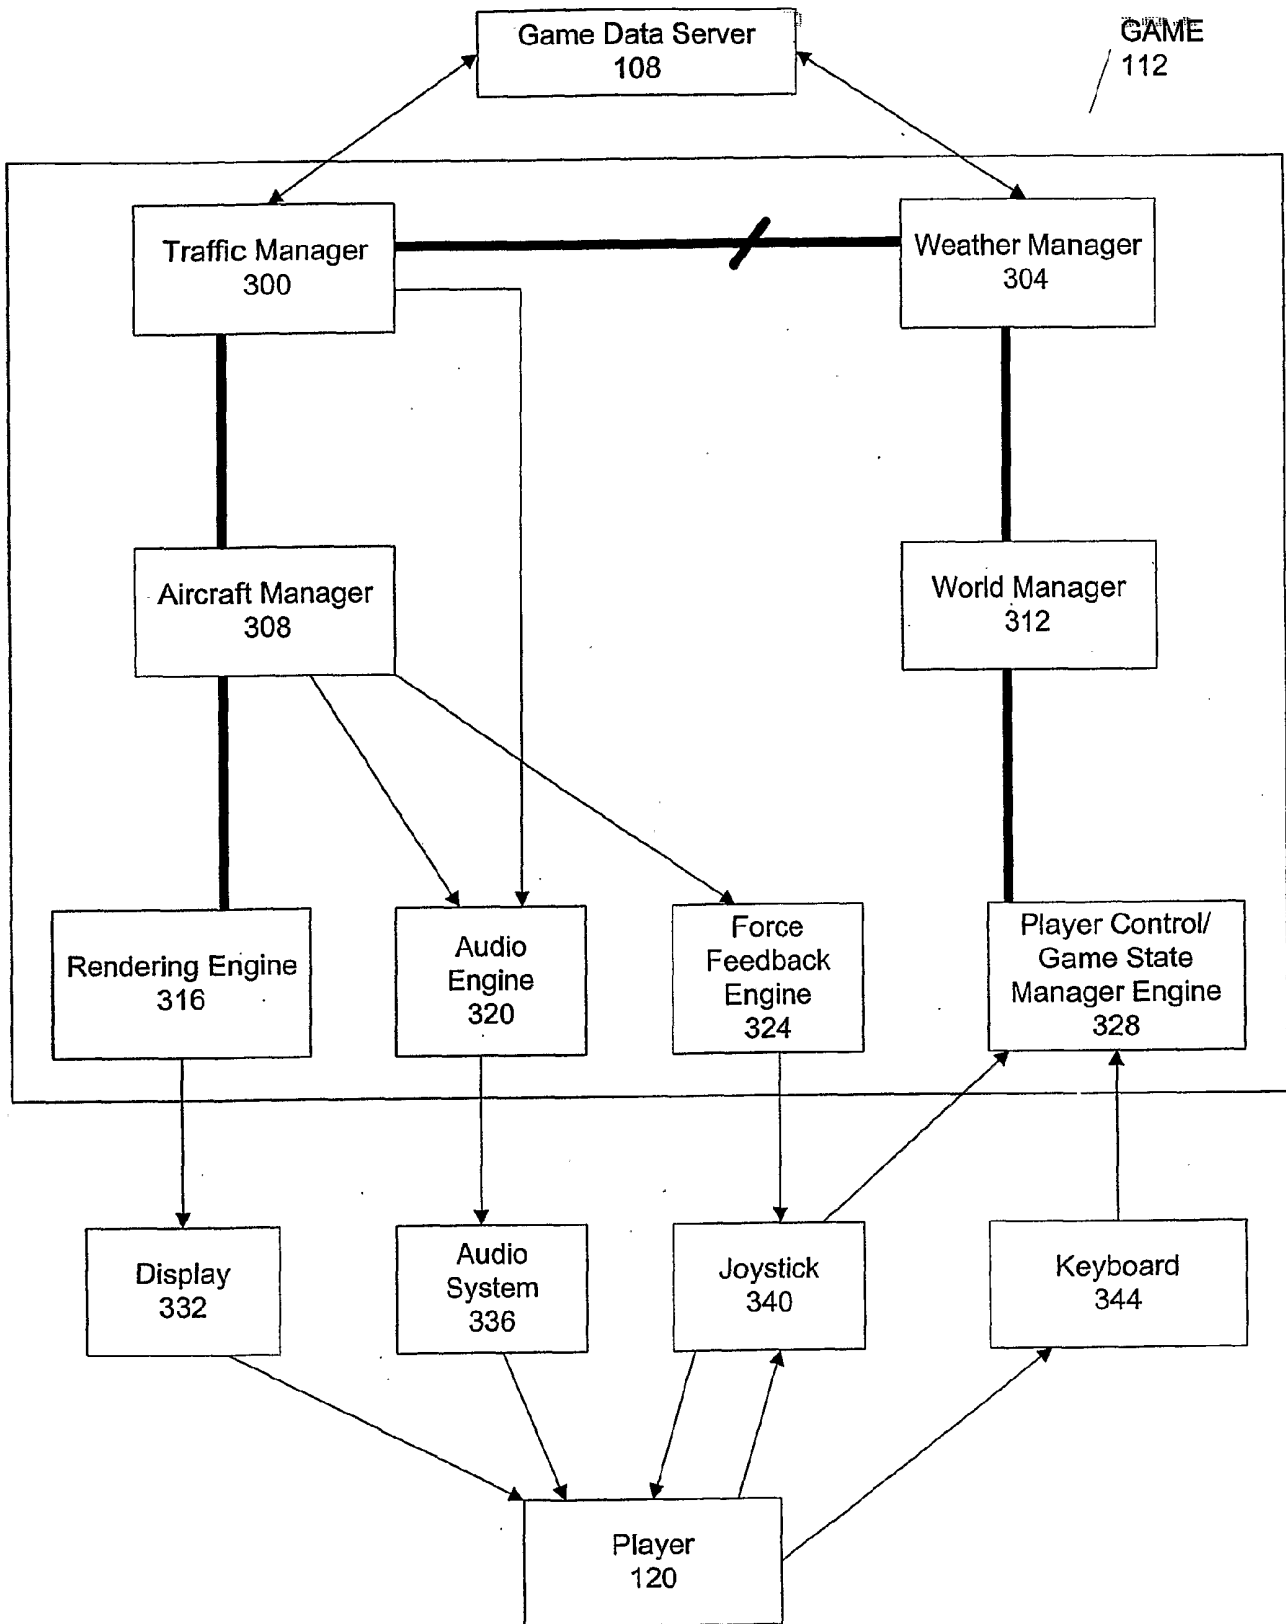 Game Data Server
108
GAME
112
Traffic Manager
300
Weather Manager
304
Aircraft Manager
308
World Manager
312
Rendering Engine
316
Audio
Engine
320
Force
Feedback
Engine
324
Player Control/
Game State
Manager Engine
328
Display
332
Audio
System
336
Joystick
340
Keyboard
344
Player
120